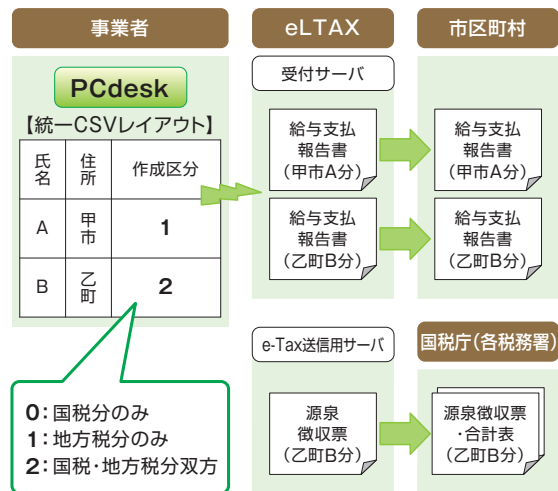 事業者
PCdesk
【統一CSVレイアウト】
氏名 住所 作成区分
A 甲市 1
B 乙町 2
0：国税分のみ
1：地方税分のみ
2：国税・地方税分双方
eLTAX
受付サーバ
給与支払
報告書
(甲市A分)
給与支払
報告書
(乙町B分)
e-Tax送信用サーバ
源泉
徴収票
(乙町B分)
市区町村
給与支払
報告書
(甲市A分)
給与支払
報告書
(乙町B分)
国税庁(各税務署)
源泉徴収票
・合計表
(乙町B分)